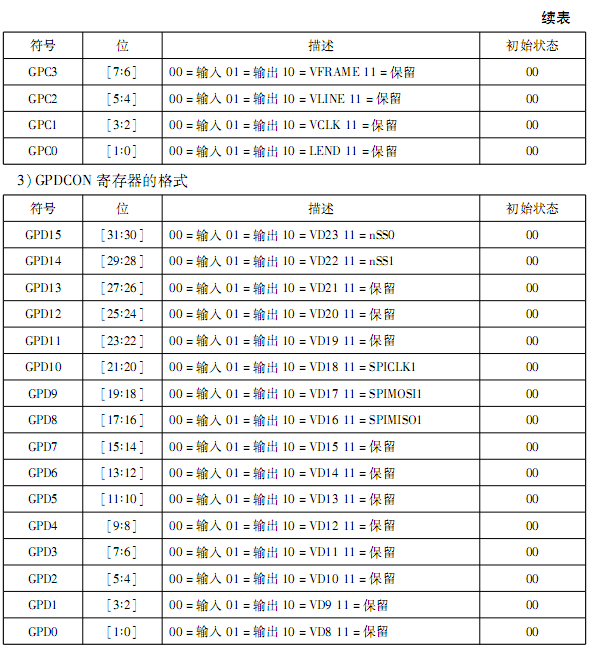 续表
符号 位 描述 初始状态
GPC3 [7:6] 00=输入 01=输出 10=VFRAME 11=保留 00
GPC2 [5:4] 00=输入 01=输出 10=VLINE 11=保留 00
GPC1 [3:2] 00=输入 01=输出 10=VCLK 11=保留 00
GPC0 [1:0] 00=输入 01=输出 10=LEND 11=保留 00
3)GPDCON 寄存器的格式
符号 位 描述 初始状态
GPD15 [31:30] 00=输入 01=输出 10=VD23 11=nSS0 00
GPD14 [29:28] 00=输入 01=输出 10=VD22 11=nSS1 00
GPD13 [27:26] 00=输入 01=输出 10=VD21 11=保留 00
GPD12 [25:24] 00=输入 01=输出 10=VD20 11=保留 00
GPD11 [23:22] 00=输入 01=输出 10=VD19 11=保留 00
GPD10 [21:20] 00=输入 01=输出 10=VD18 11=SPICLK1 00
GPD9 [19:18] 00=输入 01=输出 10=VD17 11=SPIMOSI1 00
GPD8 [17:16] 00=输入 01=输出 10=VD16 11=SPIMISO1 00
GPD7 [15:14] 00=输入 01=输出 10=VD15 11=保留 00
GPD6 [13:12] 00=输入 01=输出 10=VD14 11=保留 00
GPD5 [11:10] 00=输入 01=输出 10=VD13 11=保留 00
GPD4 [9:8] 00=输入 01=输出 10=VD12 11=保留 00
GPD3 [7:6] 00=输入 01=输出 10=VD11 11=保留 00
GPD2 [5:4] 00=输入 01=输出 10=VD10 11=保留 00
GPD1 [3:2] 00=输入 01=输出 10=VD9 11=保留 00
GPD0 [1:0] 00=输入 01=输出 10=VD8 11=保留 00